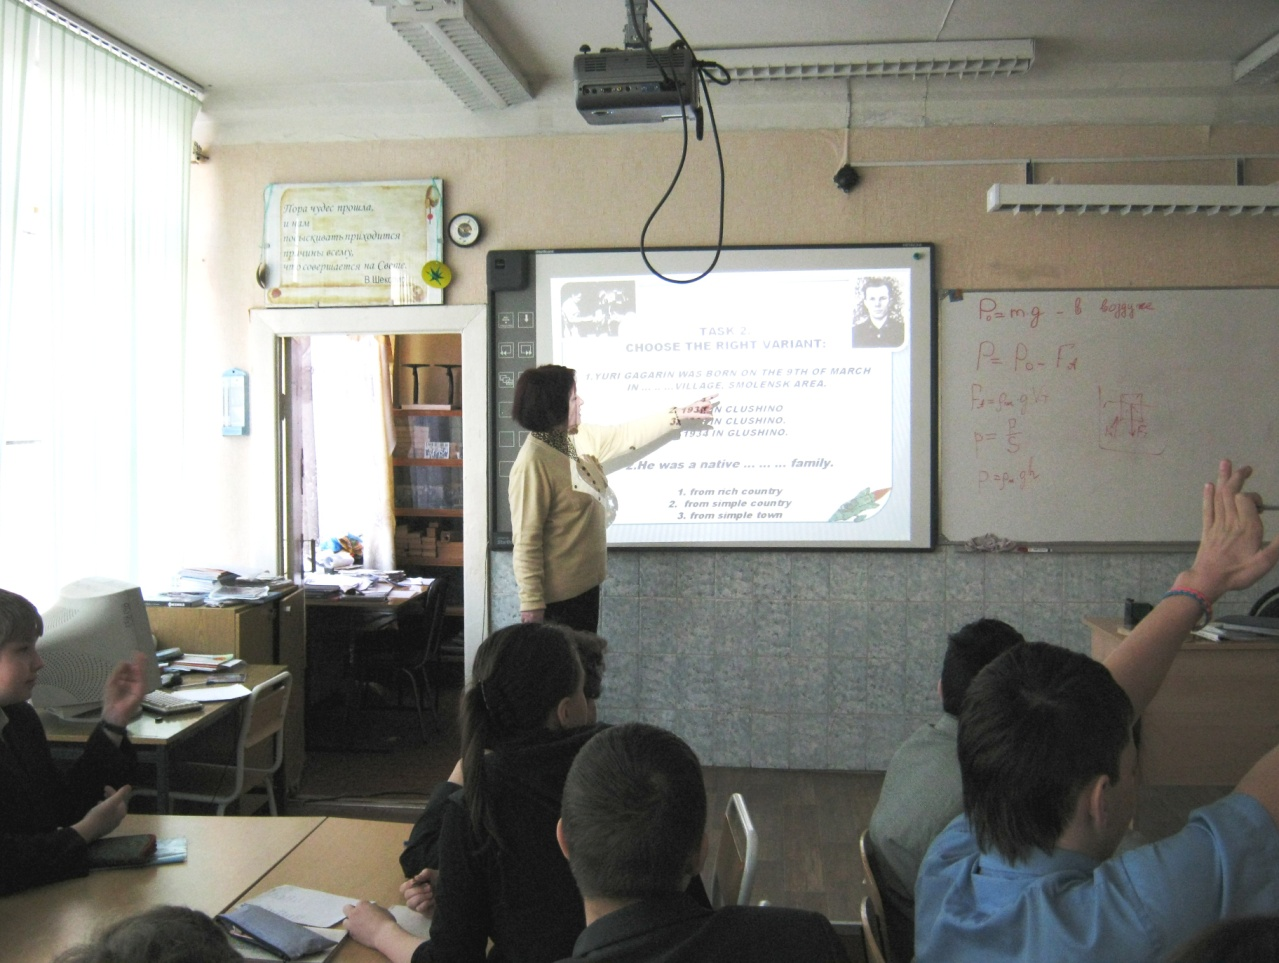 Пора чудес прошла,
и нам
подыскивать приходится
причины всему,
что совершается на Свете.
TASK 2.
CHOOSE THE RIGHT VARIANT:
1.YURI GAGARIN WAS BORN ON THE 9TH OF MARCH
IN ... ... VILLAGE, SMOLENSK AREA.
IN CLUSHINO
IN CLUSHINO,
1934 IN GLUSHINO.
2.He was a native ... ... ... family.
1. from rich country
2. from simple country
3. from simple town
P₀ = mg - в воздухе
P = P₀ - F